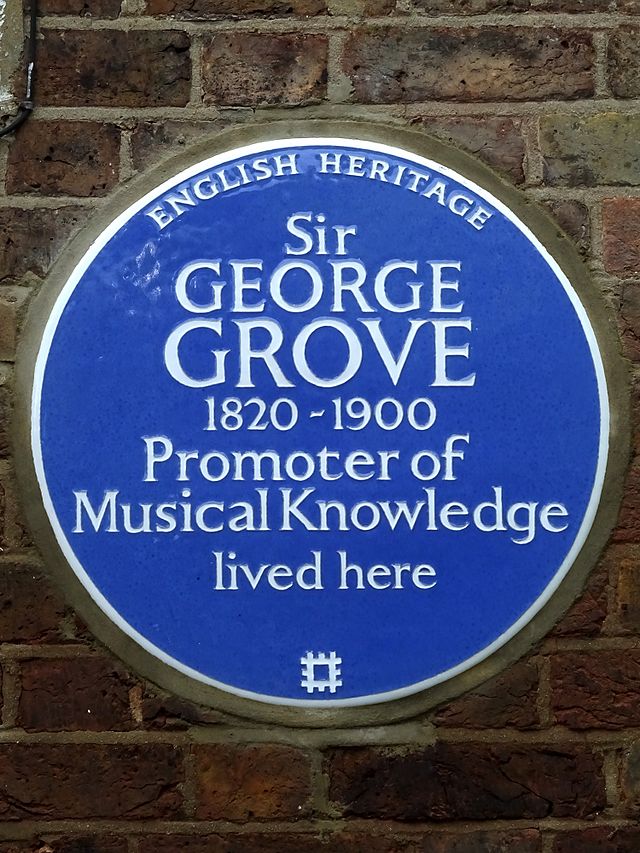 ENGLISH HERITAGE
Sir
GEORGE
GROVE
1820-1900
Promoter of
Musical Knowledge
lived here